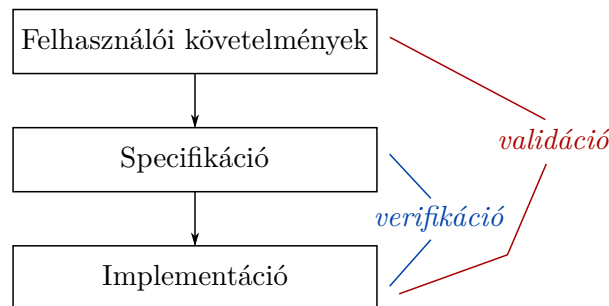 Felhasználói követelmények
validáció
Specifikáció
verifikáció
Implementáció